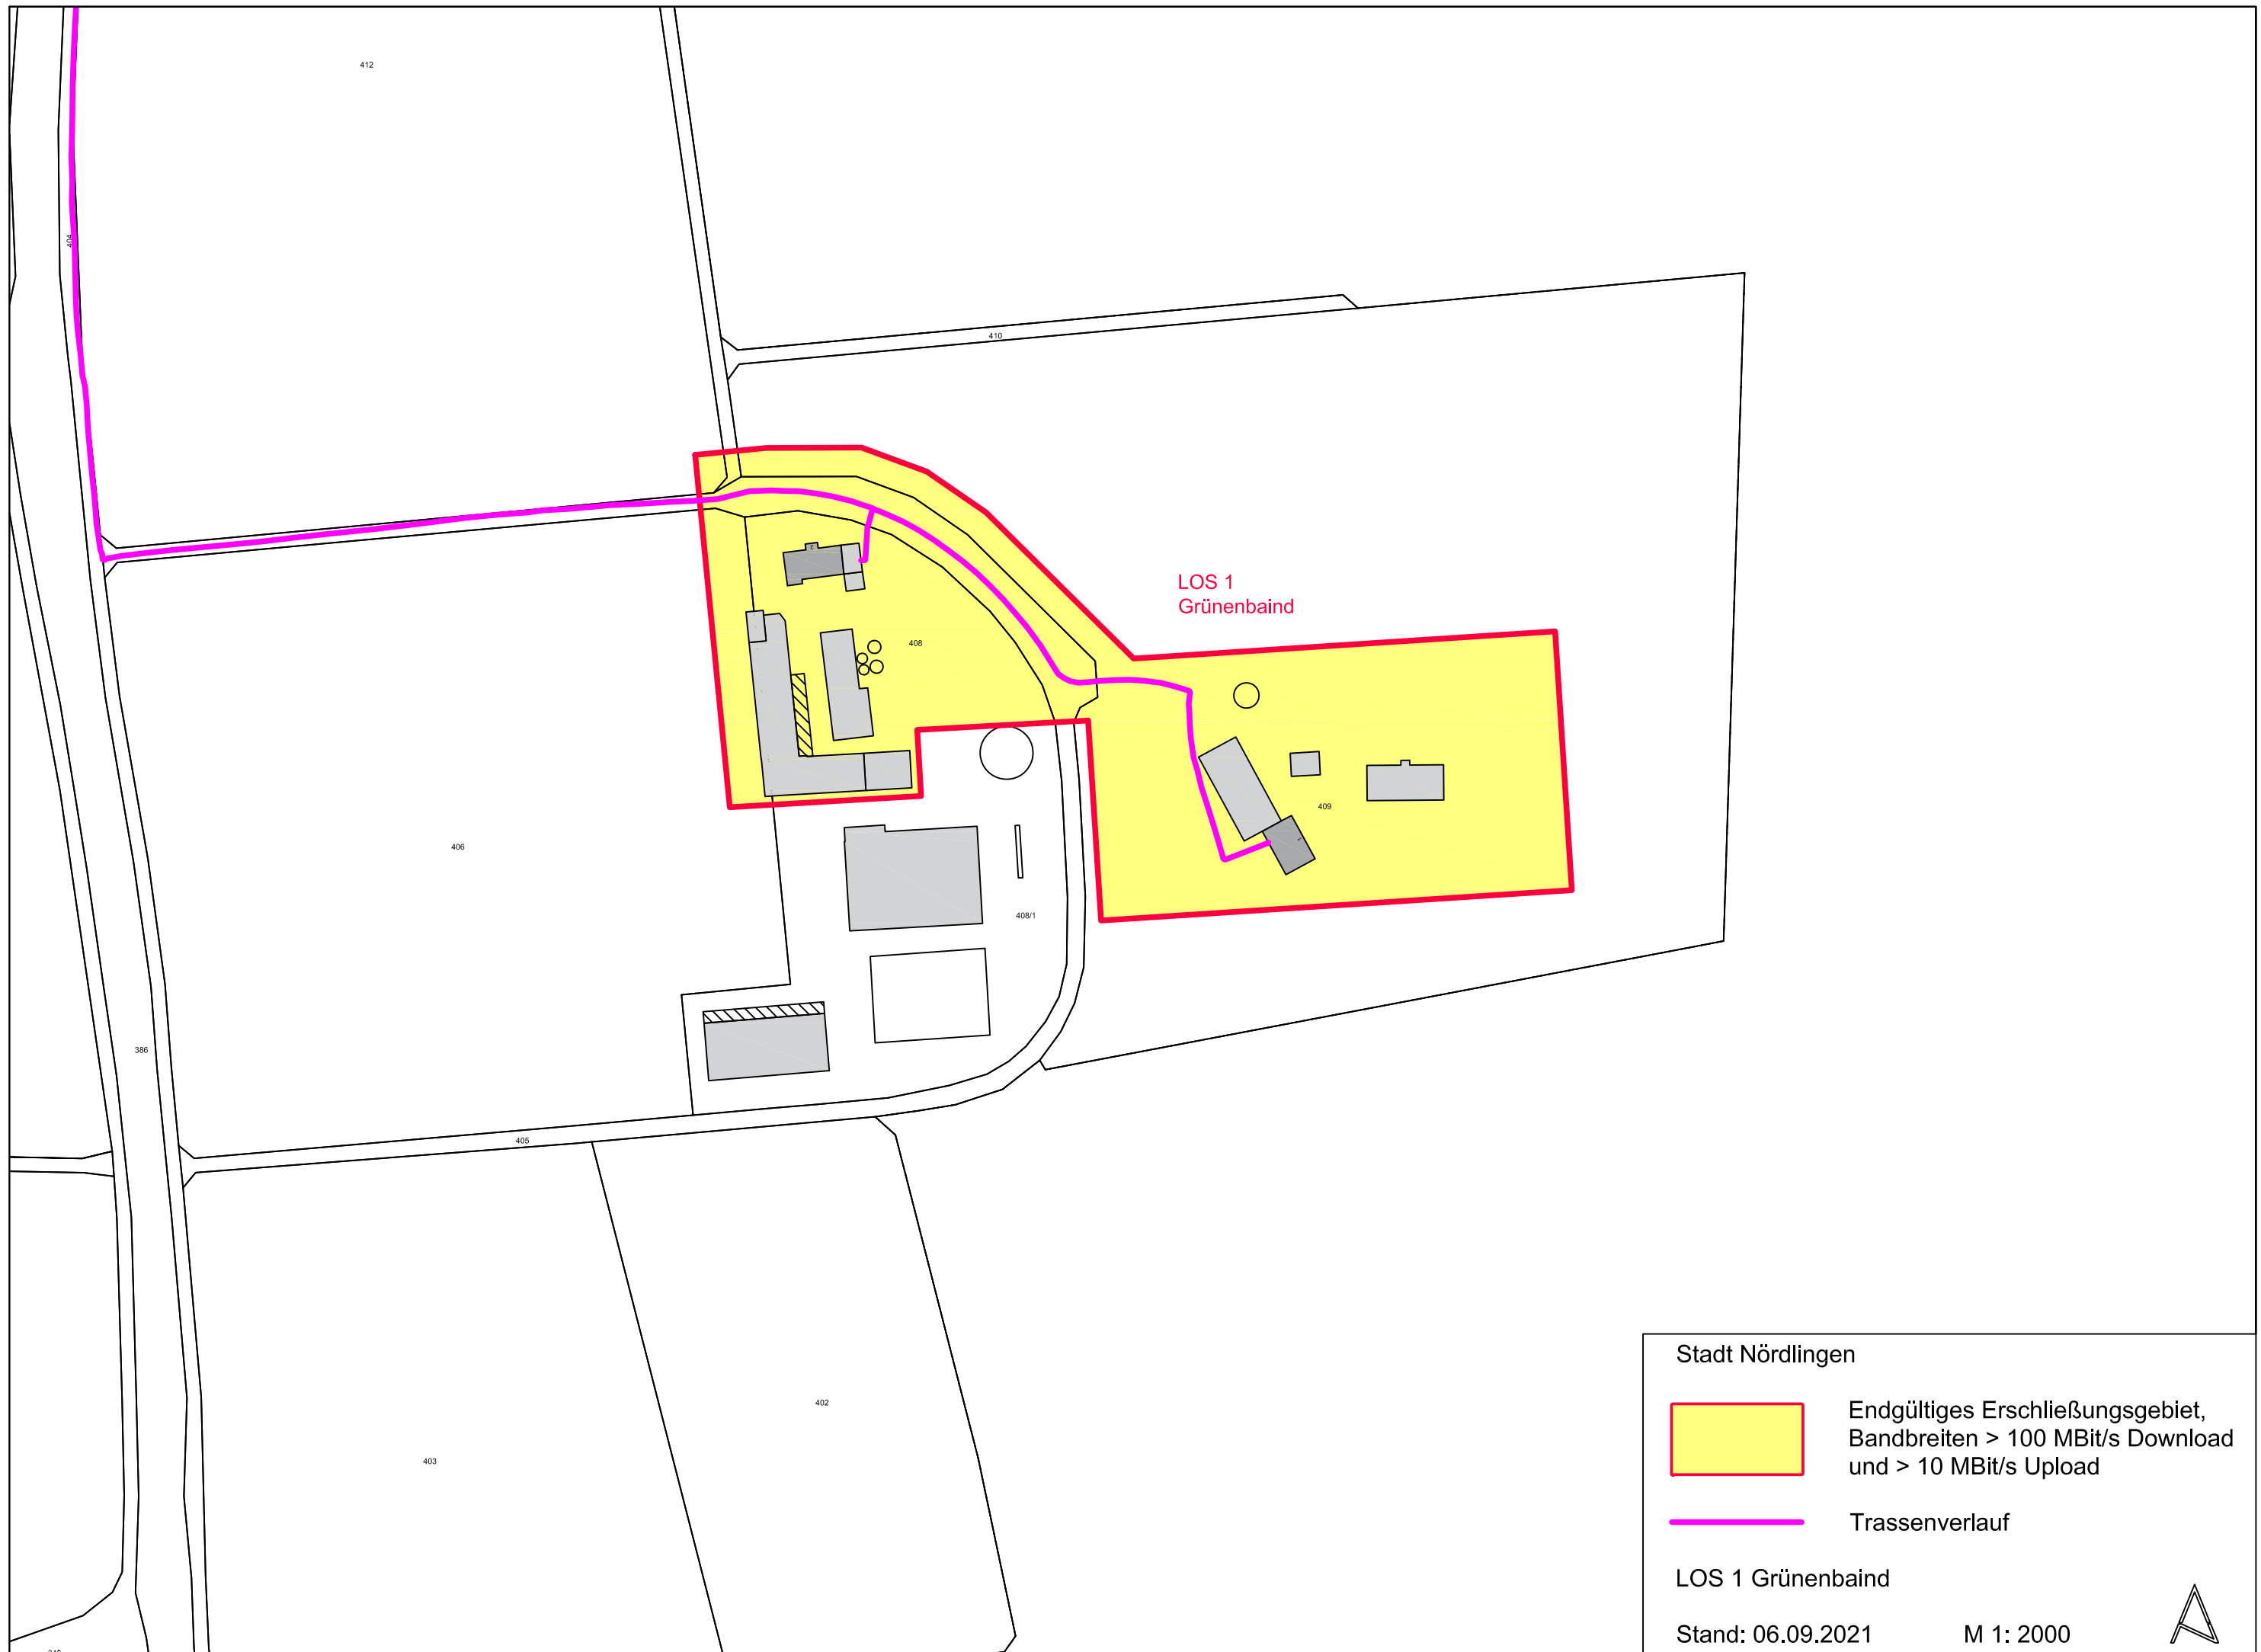 412
404
410
LOS 1
Grünenbaind
408
409
406
408/1
386
405
402
403
Stadt Nördlingen
Endgültiges Erschließungsgebiet,
Bandbreiten > 100 MBit/s Download
und > 10 MBit/s Upload
Trassenverlauf
LOS 1 Grünenbaind
Stand: 06.09.2021 M 1: 2000